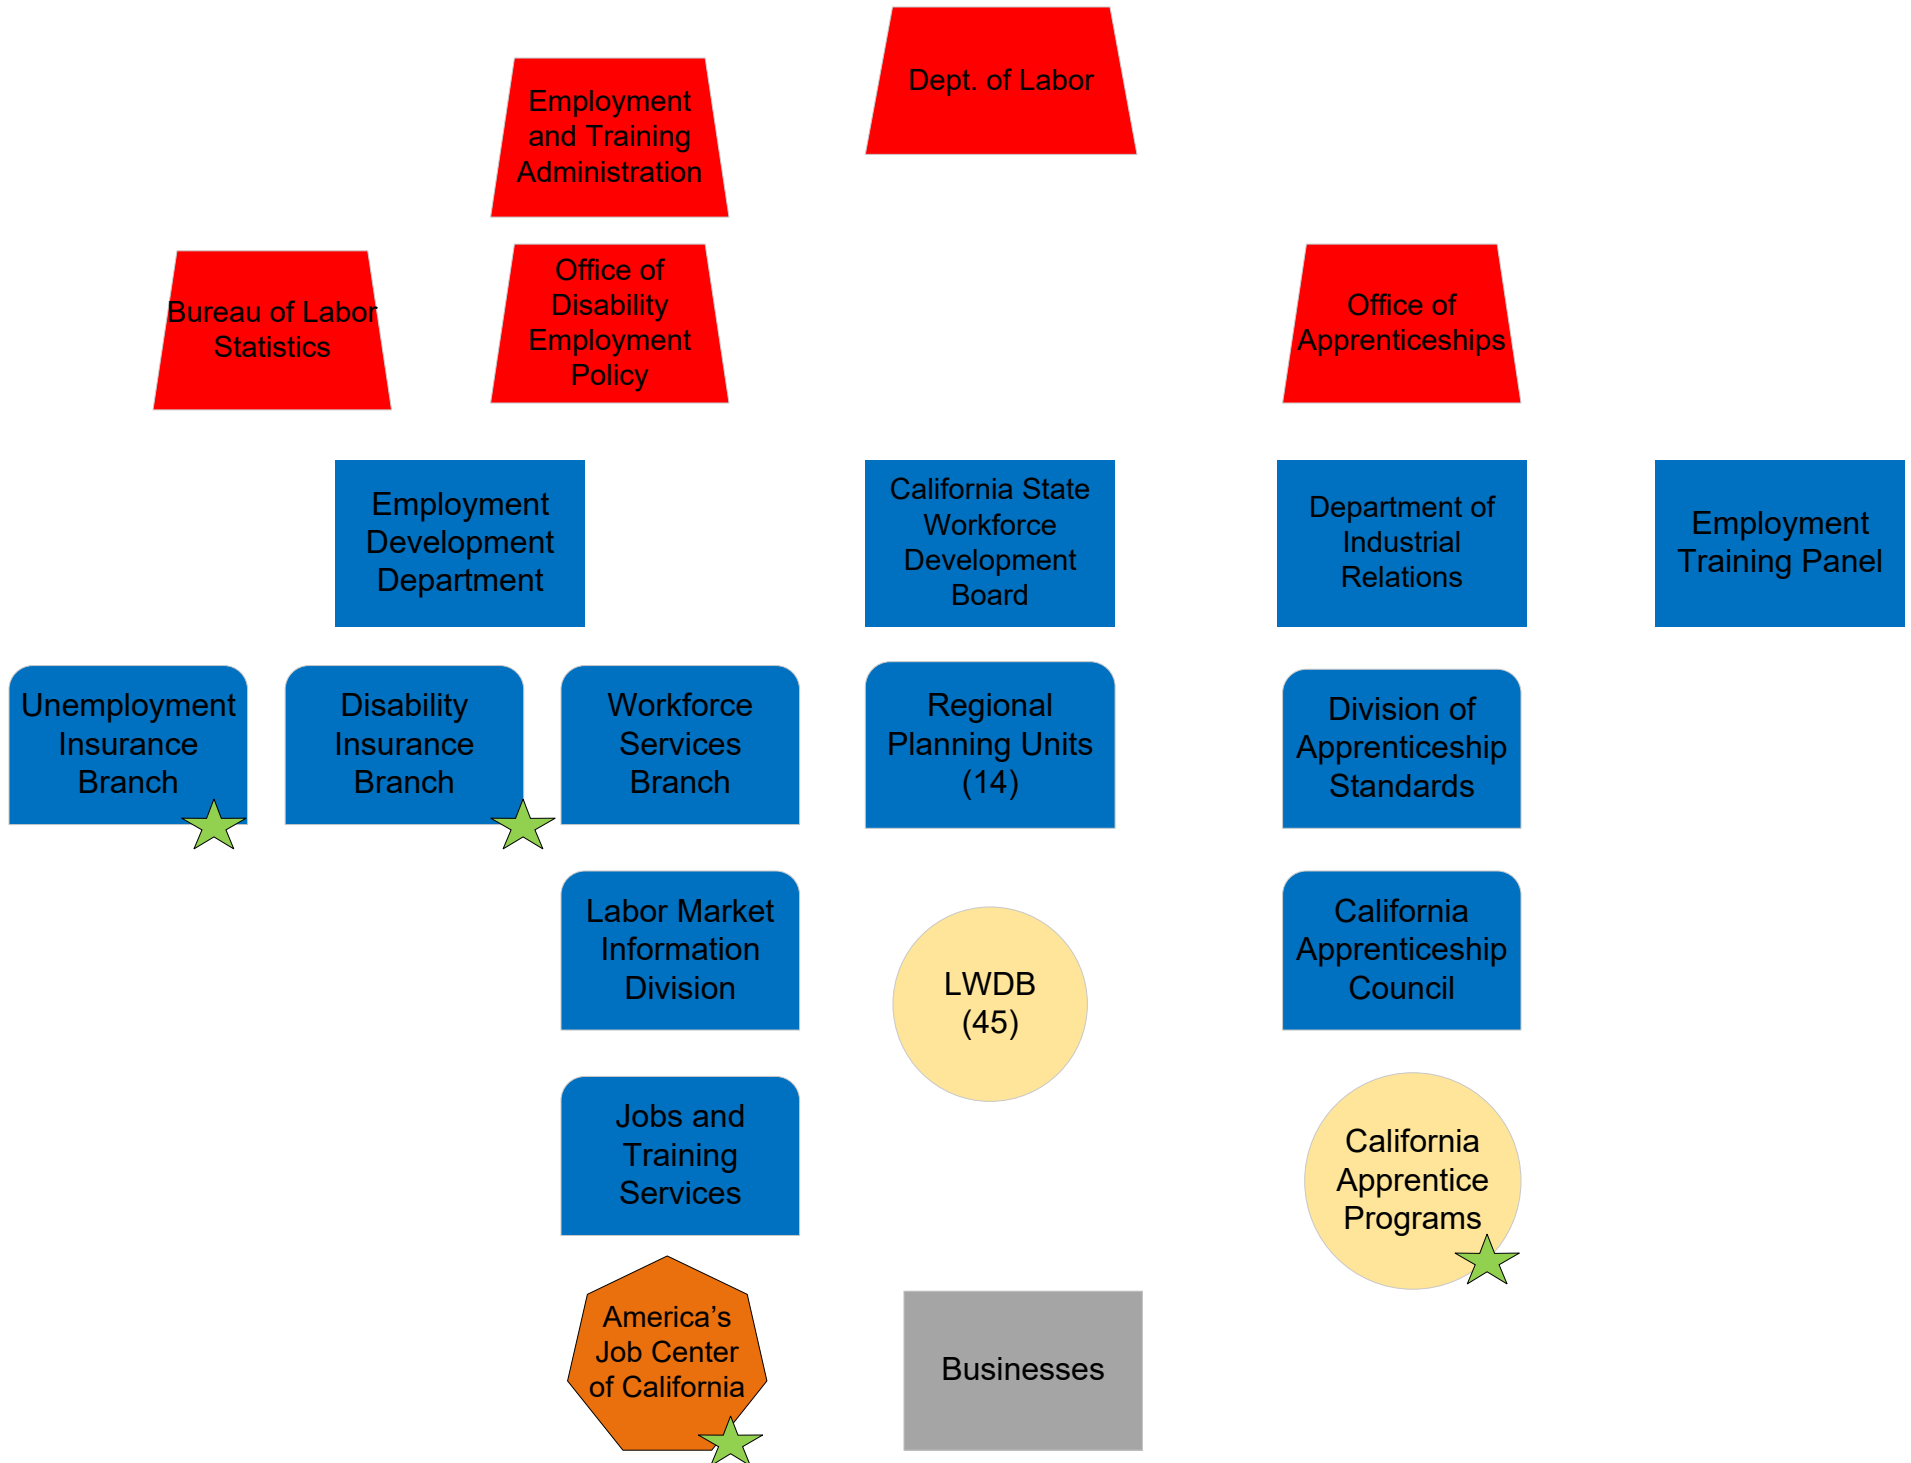 Dept. of Labor
Employment
and Training
Administration
Bureau of Labor
Statistics
Office of
Disability
Employment
Policy
Office of
Apprenticeships
Employment
Development
Department
California State
Workforce
Development
Board
Department of
Industrial
Relations
Employment
Training Panel
Unemployment
Insurance
Branch
Disability
Insurance
Branch
Workforce
Services
Branch
Regional
Planning Units
(14)
Division of
Apprenticeship
Standards
Labor Market
Information
Division
LWDB
(45)
California
Apprenticeship
Council
Jobs and
Training
Services
California
Apprentice
Programs
America’s
Job Center
of California
Businesses